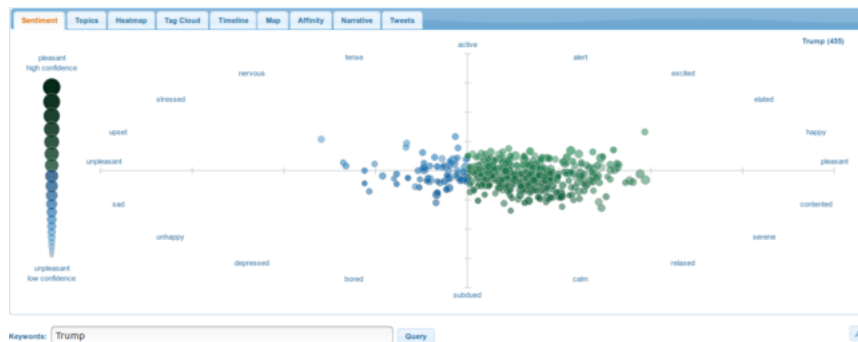 Sentiment Topics Heatmap Tag Cloud Timeline Map Affinity Narrative Tweets
active
Trump (455)
pleasant
high confidence
tense
alert
nervous
excited
stressed
elated
upset
happy
unpleasant
pleasant
sad
contented
unhappy
serene
depressed
relaxed
unpleasant
low confidence
bored
calm
subdued
Keywords: Trump Query